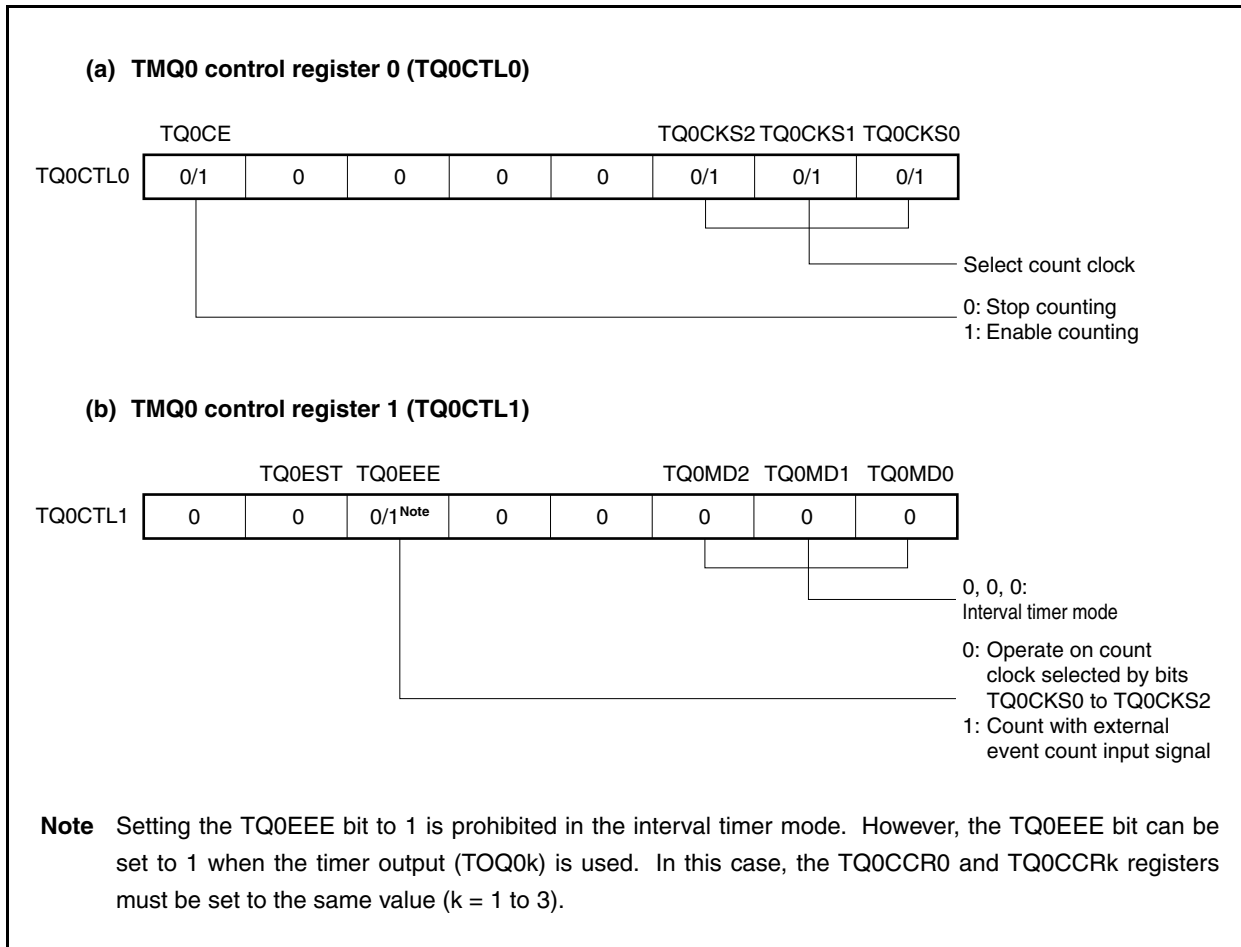 (a) TMQ0 control register 0 (TQ0CTL0)
TQ0CE TQ0CKS2 TQ0CKS1 TQ0CKS0
TQ0CTL0 0/1 0 0 0 0 0/1 0/1 0/1
Select count clock
0: Stop counting
1: Enable counting
(b) TMQ0 control register 1 (TQ0CTL1)
TQ0EST TQ0EEE TQ0MD2 TQ0MD1 TQ0MD0
TQ0CTL1 0 0 0/1Note 0 0 0 0 0
0, 0, 0:
Interval timer mode
0: Operate on count
clock selected by bits
TQ0CKS0 to TQ0CKS2
1: Count with external
event count input signal
Note Setting the TQ0EEE bit to 1 is prohibited in the interval timer mode. However, the TQ0EEE bit can be
set to 1 when the timer output (TOQ0k) is used. In this case, the TQ0CCR0 and TQ0CCRk registers
must be set to the same value (k = 1 to 3).